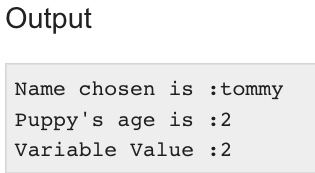 Output
Name chosen is :tommy
Puppy's age is :2
Variable Value :2